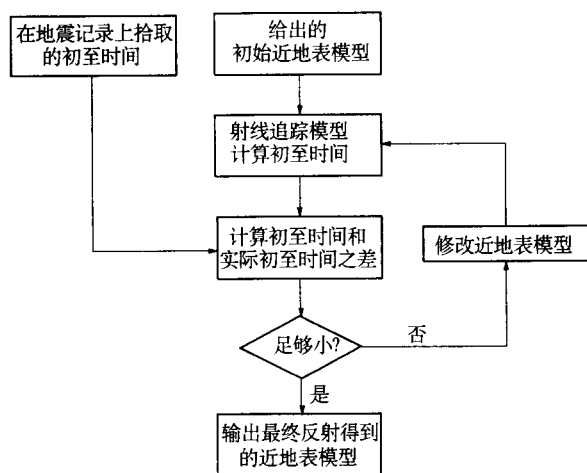 在地震记录上拾取
的初至时间
给出的
初始近地表模型
射线追踪模型
计算初至时间
计算初至时间和
实际初至时间之差
修改近地表模型
足够小?
否
是
输出最终反射得到
的近地表模型